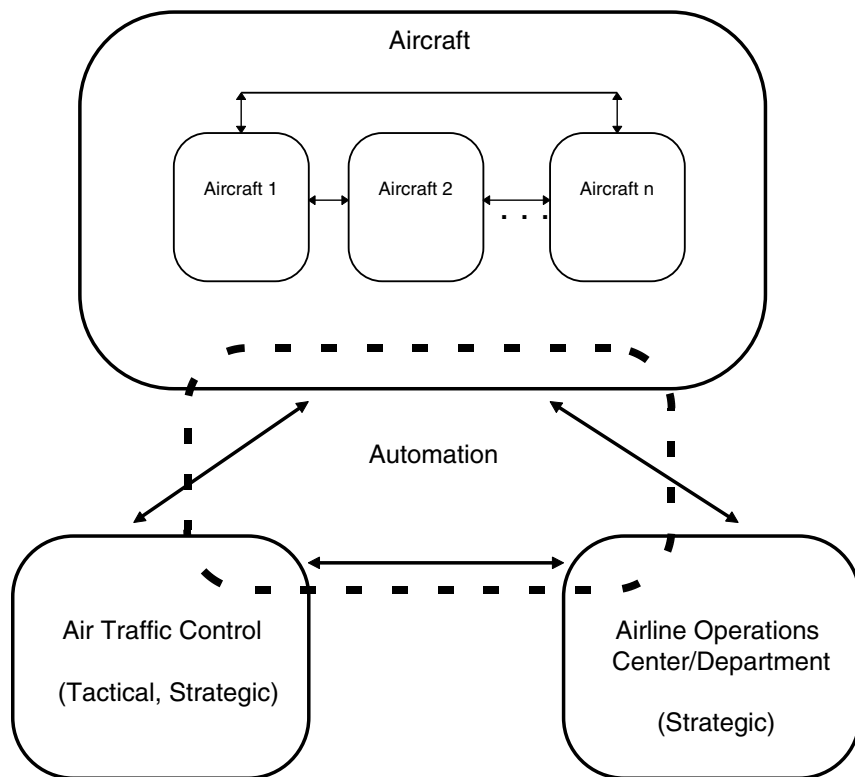 Aircraft
Aircraft 1
Aircraft 2
. . .
Aircraft n
Automation
Air Traffic Control
(Tactical, Strategic)
Airline Operations
Center/Department
(Strategic)